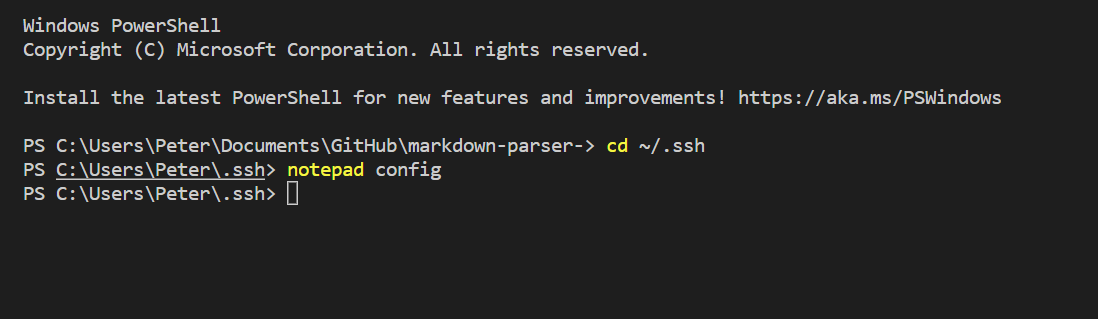 Windows PowerShell
Copyright (C) Microsoft Corporation. All rights reserved.
Install the latest PowerShell for new features and improvements! https://aka.ms/PSWindows
PS C:\Users\Peter\Documents\GitHub\markdown-parser-> cd ~/.ssh
PS C:\Users\Peter\.ssh> notepad config
PS C:\Users\Peter\.ssh>